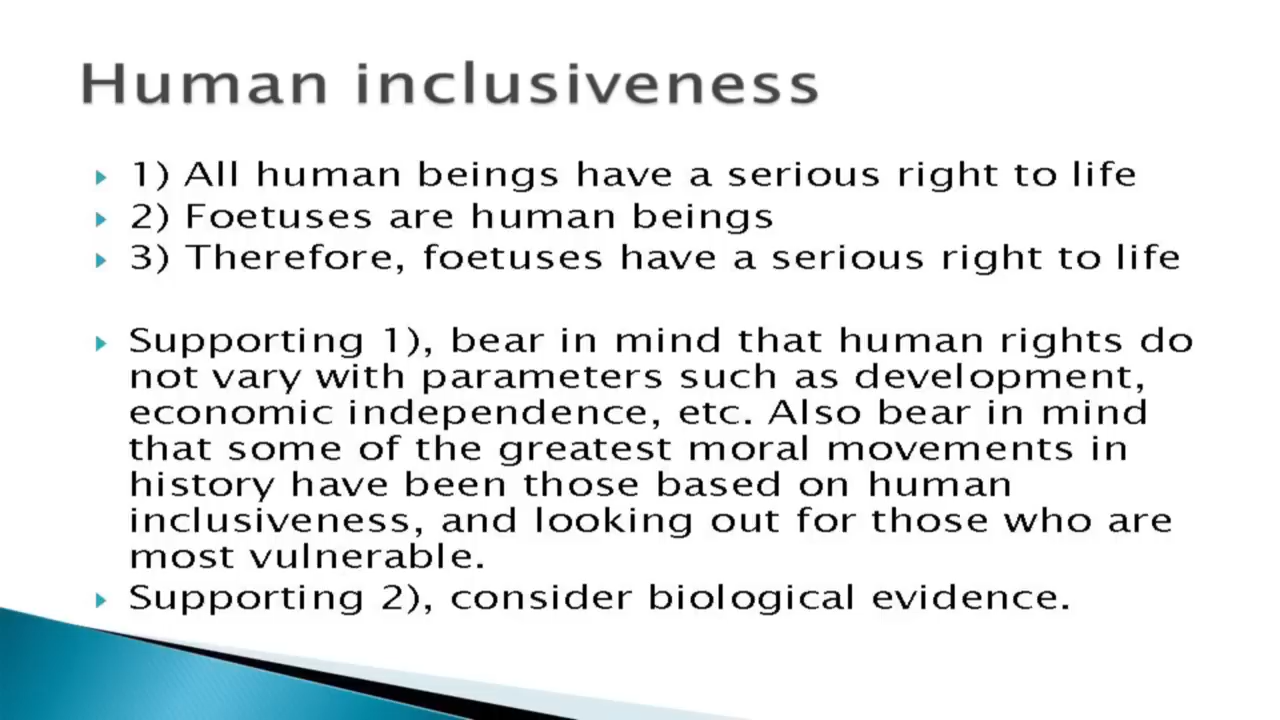 Human inclusiveness
1) All human beings have a serious right to life
2) Foetuses are human beings
3) Therefore, foetuses have a serious right to life
Supporting 1), bear in mind that human rights do
not vary with parameters such as development,
economic independence, etc. Also bear in mind
that some of the greatest moral movements in
history have been those based on human
inclusiveness, and looking out for those who are
most vulnerable.
Supporting 2), consider biological evidence.